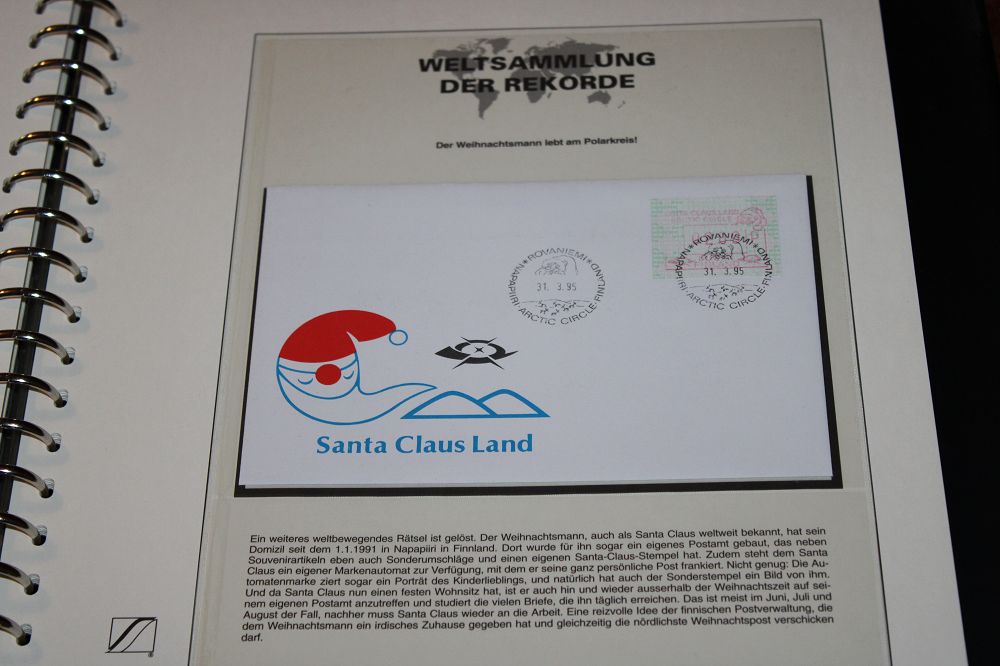 WELTSAMMLUNG
DER REKORDE
Der Weihnachtsmann lebt am Polarkreis!
SANTA CLAUS LAND
ARCTIC CIRCLE
ROVANIEMI
31. 3. 95
NAPAPIIRI·ARCTIC CIRCLE·FINLAND
ROVANIEMI
31. 3. 95
NAPAPIIRI·ARCTIC CIRCLE·FINLAND
Santa Claus Land
Ein weiteres weltbewegendes Rätsel ist gelöst. Der Weihnachtsmann, auch als Santa Claus weltweit bekannt, hat sein
Domizil seit dem 1.1.1991 in Napapiiri in Finnland. Dort wurde für ihn sogar ein eigenes Postamt gebaut, das neben
Souvenirartikeln eben auch Sonderumschläge und einen eigenen Santa-Claus-Stempel hat. Zudem steht dem Santa
Claus ein eigener Markenautomat zur Verfügung, mit dem er seine ganz persönliche Post frankiert. Nicht genug: Die Au-
tomatenmarke ziert sogar ein Porträt des Kinderlieblings, und natürlich hat auch der Sonderstempel ein Bild von ihm.
Und da Santa Claus nun einen festen Wohnsitz hat, ist er auch hin und wieder ausserhalb der Weihnachtszeit auf sei-
nem eigenen Postamt anzutreffen und studiert die vielen Briefe, die ihn täglich erreichen. Das ist meist im Juni, Juli und
August der Fall, nachher muss Santa Claus wieder an die Arbeit. Eine reizvolle Idee der finnischen Postverwaltung, die
dem Weihnachtsmann ein irdisches Zuhause gegeben hat und gleichzeitig die nördlichste Weihnachtspost verschicken
darf.